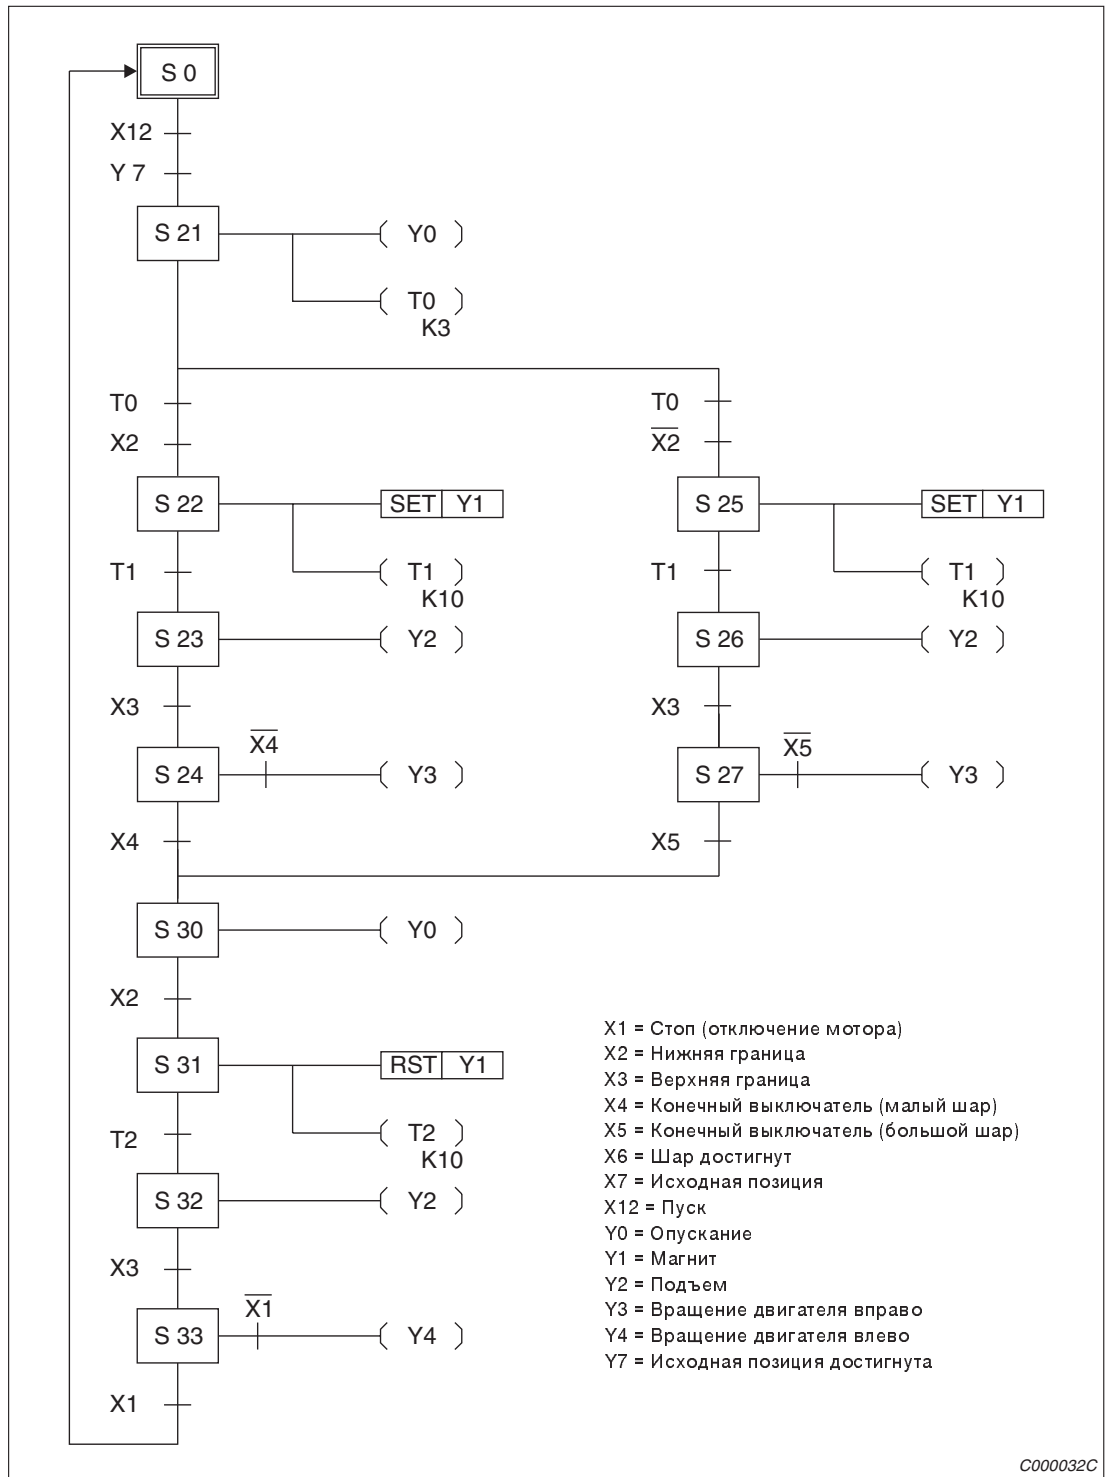 S 0
X12
Y 7
S 21
Y0
T0
K3
T0
X2
T0
X2
S 22
SET Y1
S 25
SET Y1
T1
T1
K10
T1
T1
K10
S 23
Y2
S 26
Y2
X3
X3
S 24
X4
Y3
S 27
X5
Y3
X4
X5
S 30
Y0
X2
S 31
RST Y1
T2
T2
K10
S 32
Y2
X3
S 33
X1
Y4
X1
X1 = Стоп (отключение мотора)
X2 = Нижняя граница
X3 = Верхняя граница
X4 = Конечный выключатель (малый шар)
X5 = Конечный выключатель (большой шар)
X6 = Шар достигнут
X7 = Исходная позиция
X12 = Пуск
Y0 = Опускание
Y1 = Магнит
Y2 = Подъем
Y3 = Вращение двигателя вправо
Y4 = Вращение двигателя влево
Y7 = Исходная позиция достигнута
C000032C